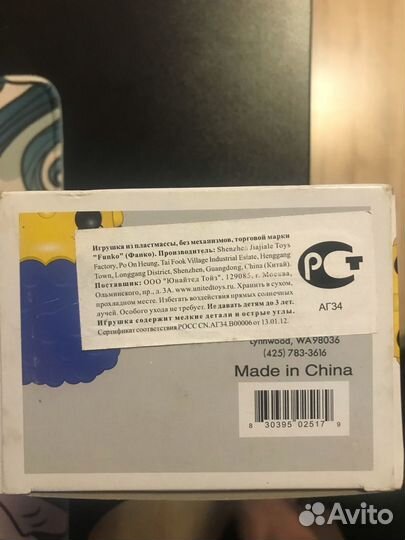 Игрушка из пластмассы, без механизмов, торговой марки
"Funko" (Фанко). Производитель: Shenzhen Jiajiale Toys
Factory, Po On Heung, Tai Fook Village Industrial Estate, Henggang
Town, Longgang District, Shenzhen, Guangdong, China (Китай).
Поставщик: ООО "Юнайтед Тойз". 129085, г. Москва,
Ольминского, пр., д. 3А. www.unitedtoys.ru. Хранить в сухом,
прохладном месте. Избегать воздействия прямых солнечных
лучей. Особого ухода не требует. Не давать детям до 3 лет.
Игрушка содержит мелкие детали и острые углы.
Сертификат соответствия РОСС CN.АГ34.В00006 от 13.01.12.
РСТ
АГ34
Lynnwood, WA98036
(425) 783-3616
Made in China
8 30395 02517 9
Avito